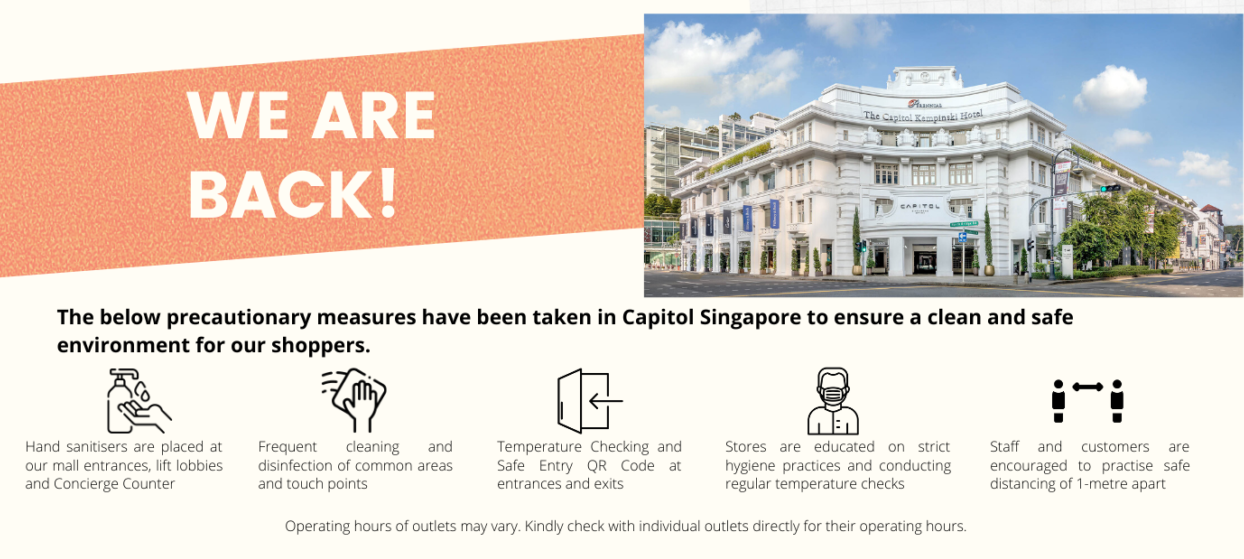 WE ARE
BACK!
PERENNIAL
The Capitol Kempinski Hotel
CAPITOL
The below precautionary measures have been taken in Capitol Singapore to ensure a clean and safe
environment for our shoppers.
Hand sanitisers are placed at
our mall entrances, lift lobbies
and Concierge Counter
Frequent cleaning and
disinfection of common areas
and touch points
Temperature Checking and
Safe Entry QR Code at
entrances and exits
Stores are educated on strict
hygiene practices and conducting
regular temperature checks
Staff and customers are
encouraged to practise safe
distancing of 1-metre apart
Operating hours of outlets may vary. Kindly check with individual outlets directly for their operating hours.